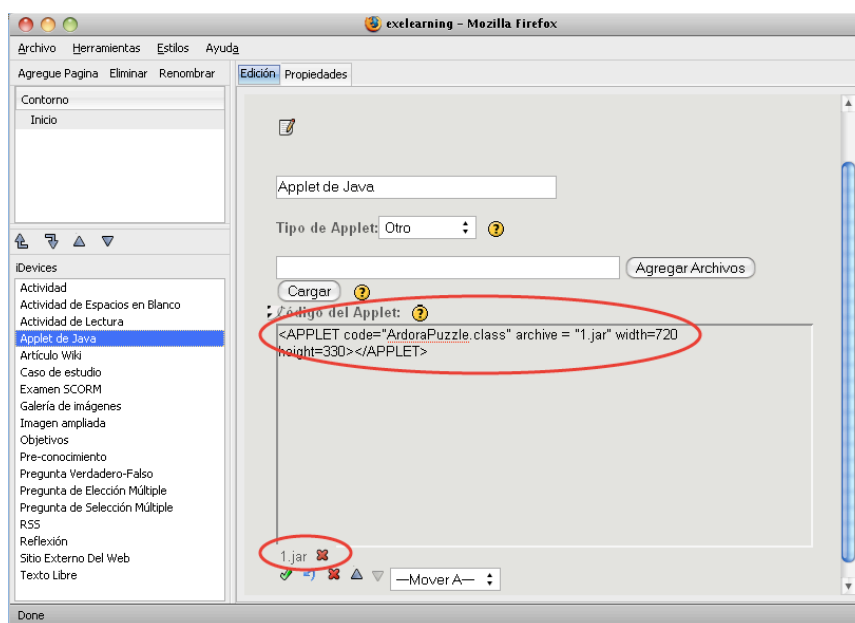 exelearning – Mozilla Firefox
Archivo Herramientas Estilos Ayuda
Agregue Pagina Eliminar Renombrar
Edición Propiedades
Contorno
Inicio
Applet de Java
Tipo de Applet: Otro
Agregar Archivos
Cargar
Código del Applet:
<APPLET code="ArdoraPuzzle.class" archive = "1.jar" width=720
height=330></APPLET>
1.jar
—Mover A—
iDevices
Actividad
Actividad de Espacios en Blanco
Actividad de Lectura
Applet de Java
Artículo Wiki
Caso de estudio
Examen SCORM
Galería de imágenes
Imagen ampliada
Objetivos
Pre-conocimiento
Pregunta Verdadero-Falso
Pregunta de Elección Múltiple
Pregunta de Selección Múltiple
RSS
Reflexión
Sitio Externo Del Web
Texto Libre
Done